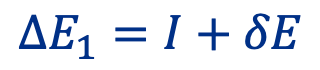 ΔE₁ = I + δE